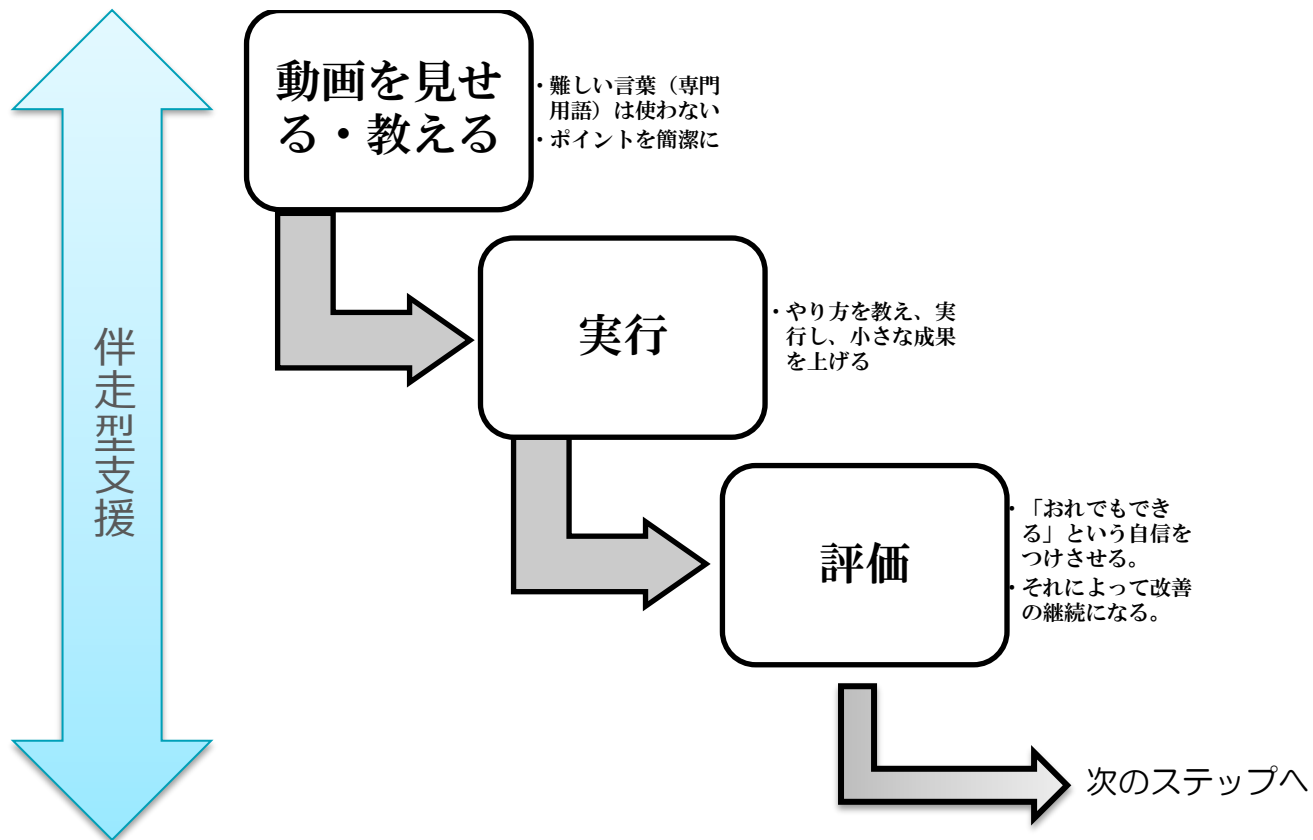 伴走型支援
動画を見せ
る・教える
・難しい言葉（専門
用語）は使わない
・ポイントを簡潔に
実行
・やり方を教え、実
行し、小さな成果
を上げる
評価
・「おれでもでき
る」という自信を
つけさせる。
・それによって改善
の継続になる。
次のステップへ